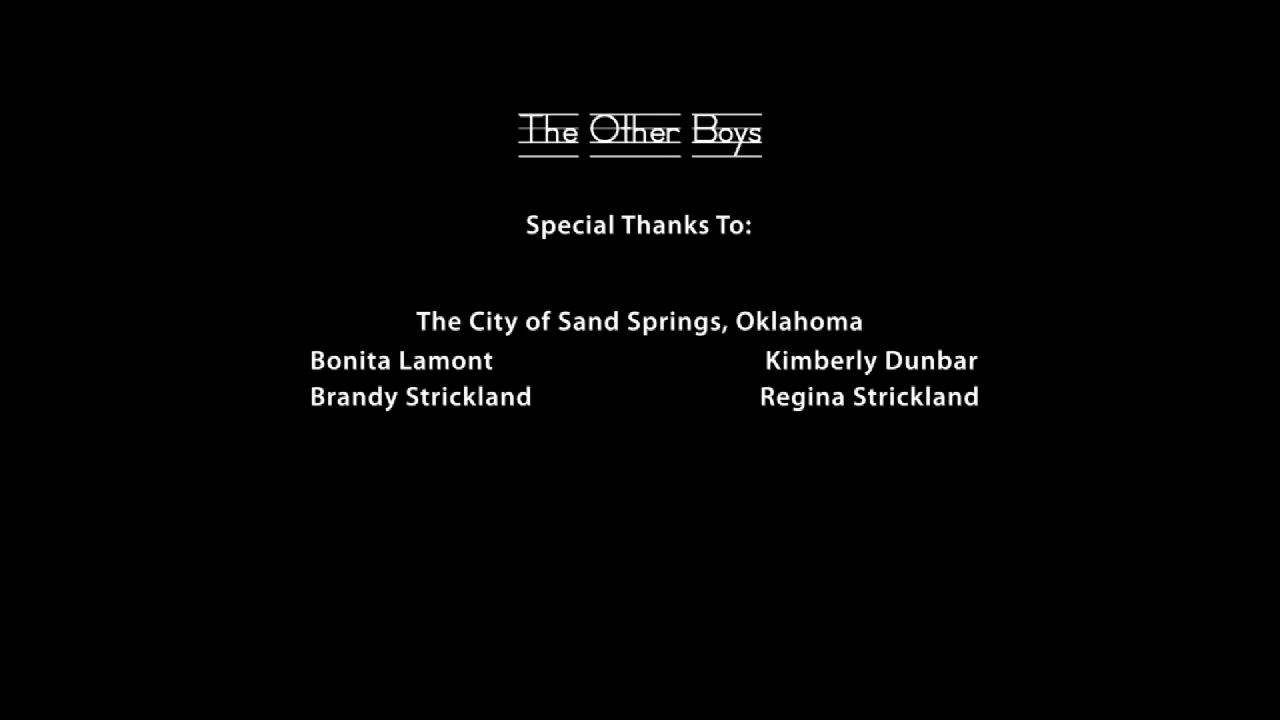 The Other Boys
Special Thanks To:
The City of Sand Springs, Oklahoma
Bonita Lamont Kimberly Dunbar
Brandy Strickland Regina Strickland